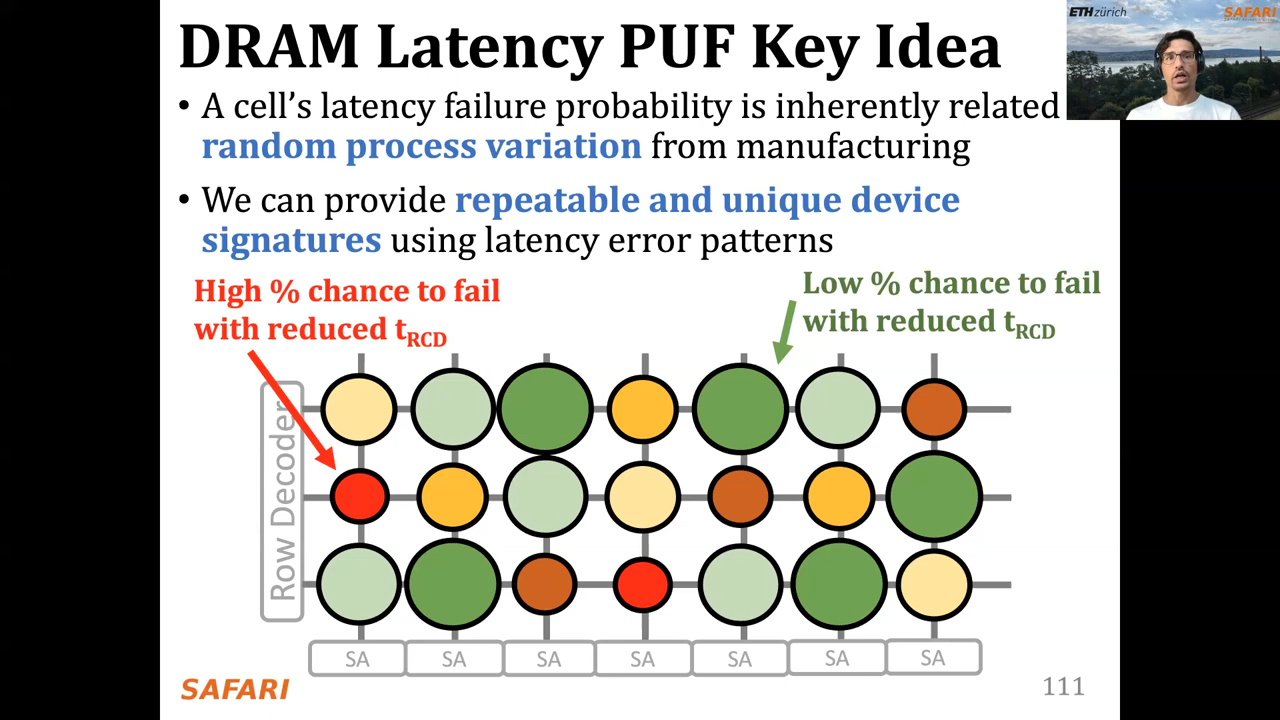 DRAM Latency PUF Key Idea
ETHzürich
SAFARI
• A cell's latency failure probability is inherently related
random process variation from manufacturing
• We can provide repeatable and unique device
signatures using latency error patterns
High % chance to fail
with reduced tRCD
Low % chance to fail
with reduced tRCD
Row Decoder
SA SA SA SA SA SA SA
SAFARI
111